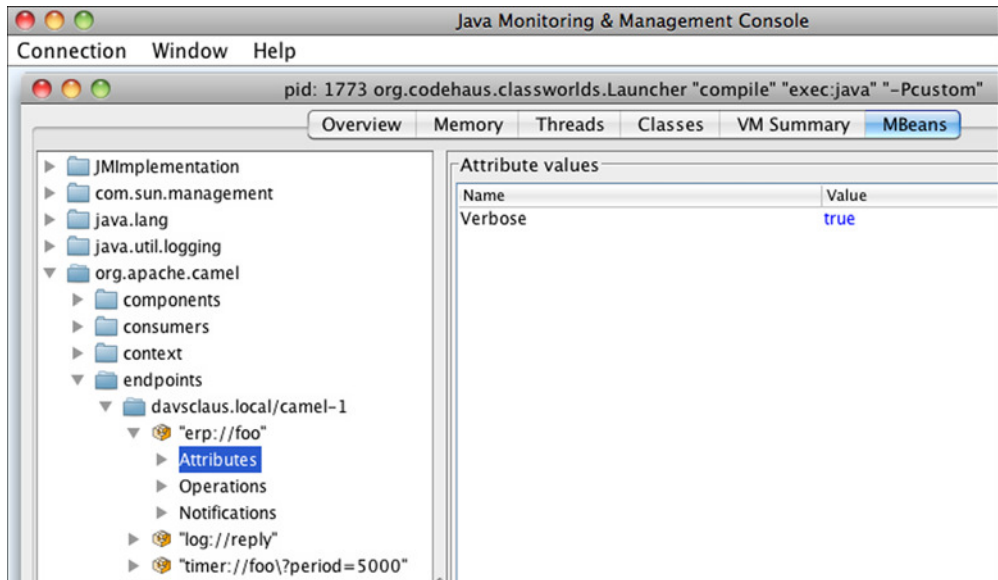 Java Monitoring & Management Console
Connection Window Help
pid: 1773 org.codehaus.classworlds.Launcher "compile" "exec:java" "-Pcustom"
Overview Memory Threads Classes VM Summary MBeans
JMImplementation
com.sun.management
java.lang
java.util.logging
org.apache.camel
components
consumers
context
endpoints
davsclaus.local/camel-1
"erp://foo"
Attributes
Operations
Notifications
"log://reply"
"timer://foo\?period=5000"
Attribute values
Name Value
Verbose true